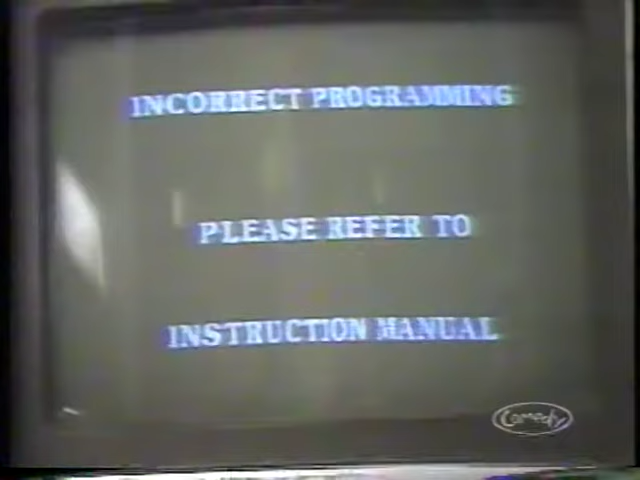 INCORRECT PROGRAMMING
PLEASE REFER TO
INSTRUCTION MANUAL
Comedy